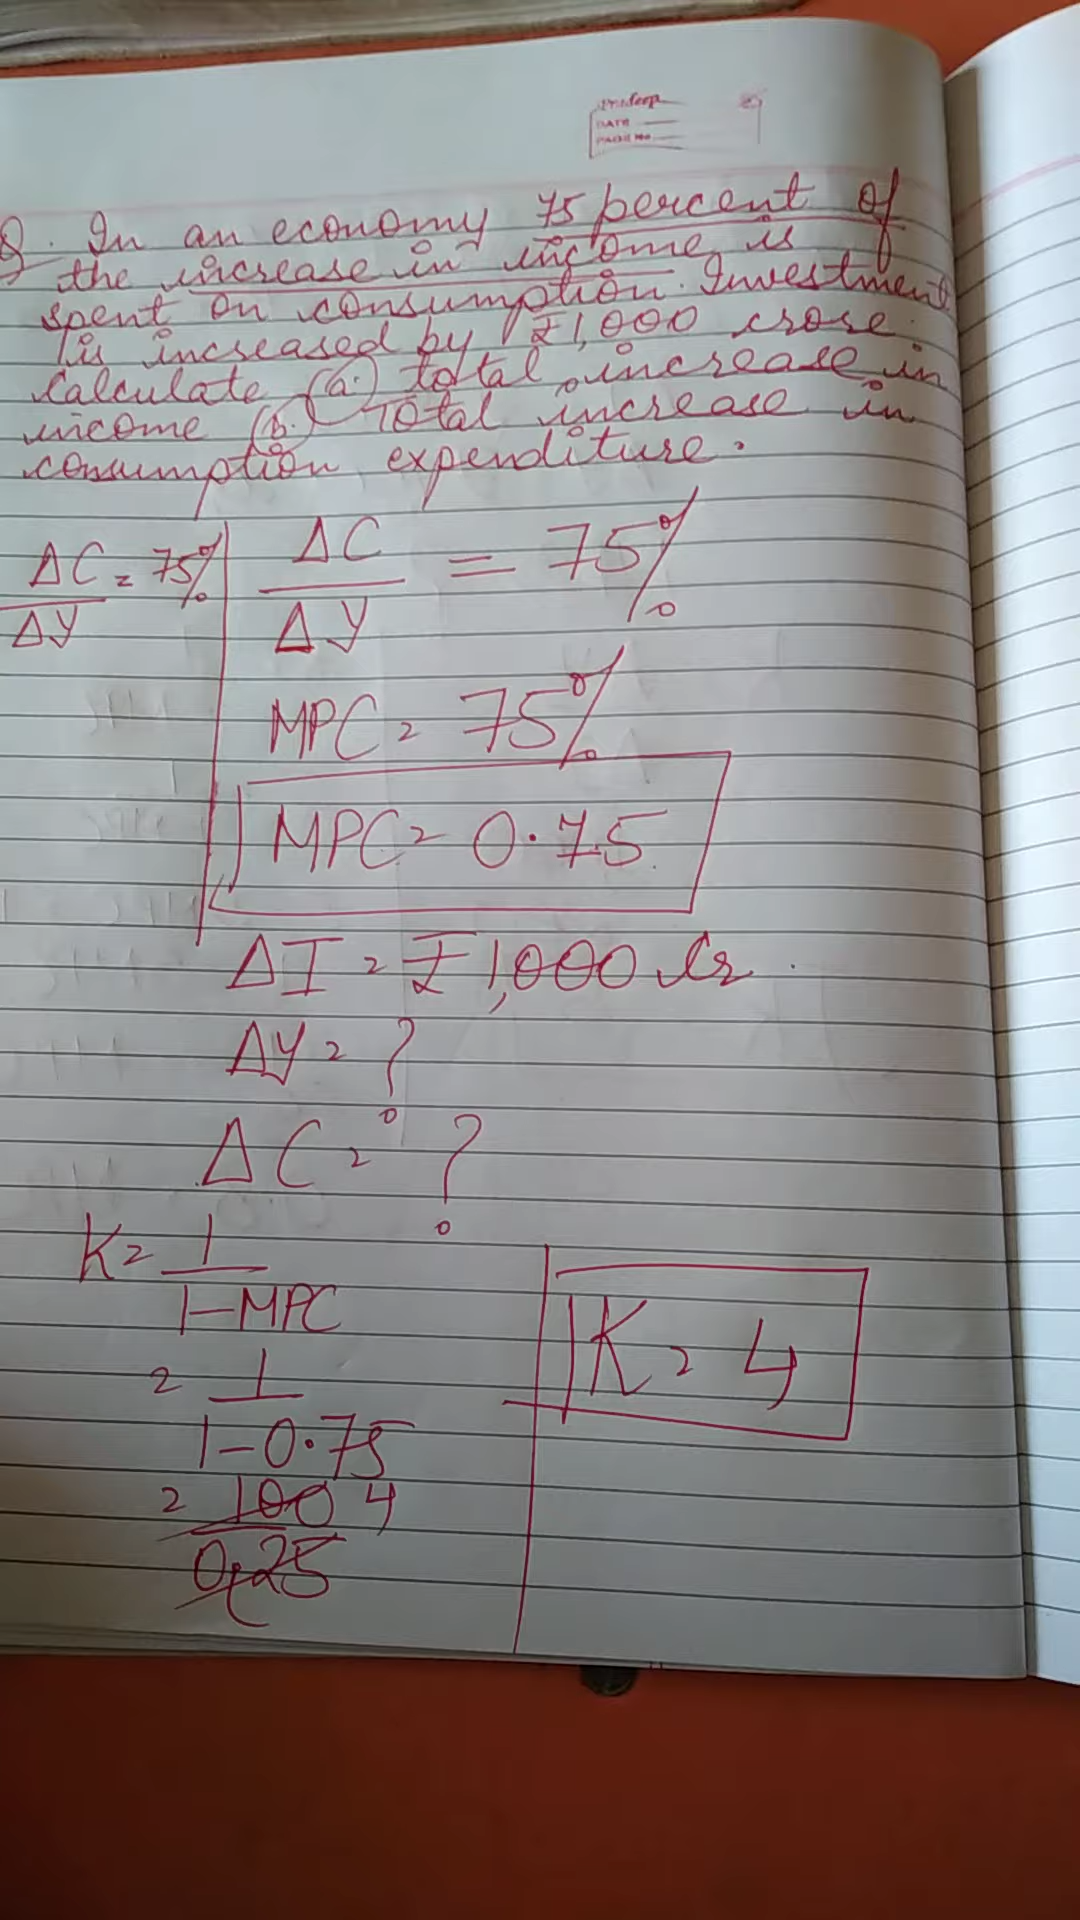 Pradeep
DATE
PAGE NO
Q. In an economy 75 percent of
the increase in income is
spent on consumption. Investment
is increased by ₹1,000 crore.
Calculate (a.) total increase in
income (b.) Total increase in
consumption expenditure.
ΔC/ΔY = 75%
ΔC/ΔY = 75%
MPC = 75%
MPC = 0.75
ΔI = ₹1,000 Cr
ΔY = ?
ΔC = ?
K = 1/1-MPC
= 1/1-0.75
= 100/0.25 4
K = 4